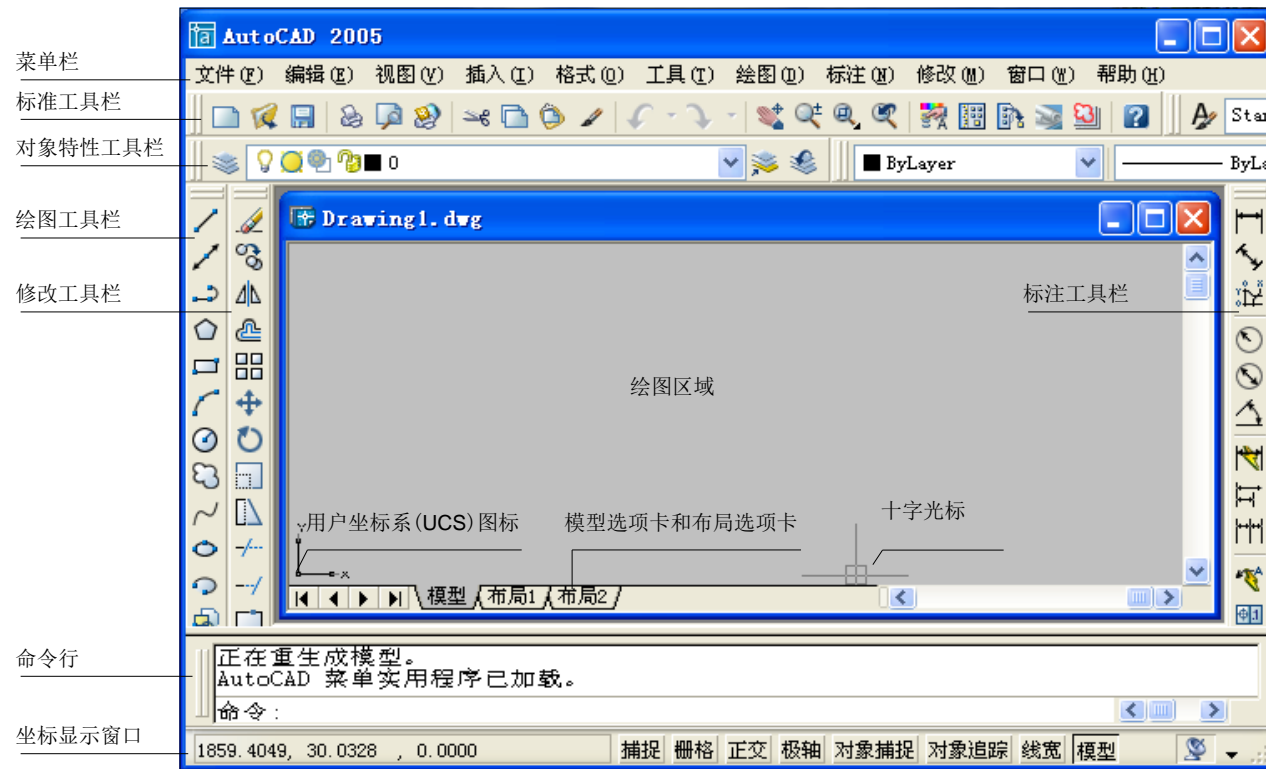 AutoCAD 2005
菜单栏
文件(F) 编辑(E) 视图(V) 插入(I) 格式(O) 工具(T) 绘图(D) 标注(N) 修改(M) 窗口(W) 帮助(H)
标准工具栏
Star
对象特性工具栏
0 ByLayer ByLa
绘图工具栏
Drawing1.dwg
修改工具栏
标注工具栏
绘图区域
用户坐标系(UCS)图标
模型选项卡和布局选项卡
十字光标
Y
X
模型 布局1 布局2
命令行
正在重生成模型。
AutoCAD 菜单实用程序已加载。
命令:
坐标显示窗口
1859.4049, 30.0328 , 0.0000 捕捉 栅格 正交 极轴 对象捕捉 对象追踪 线宽 模型